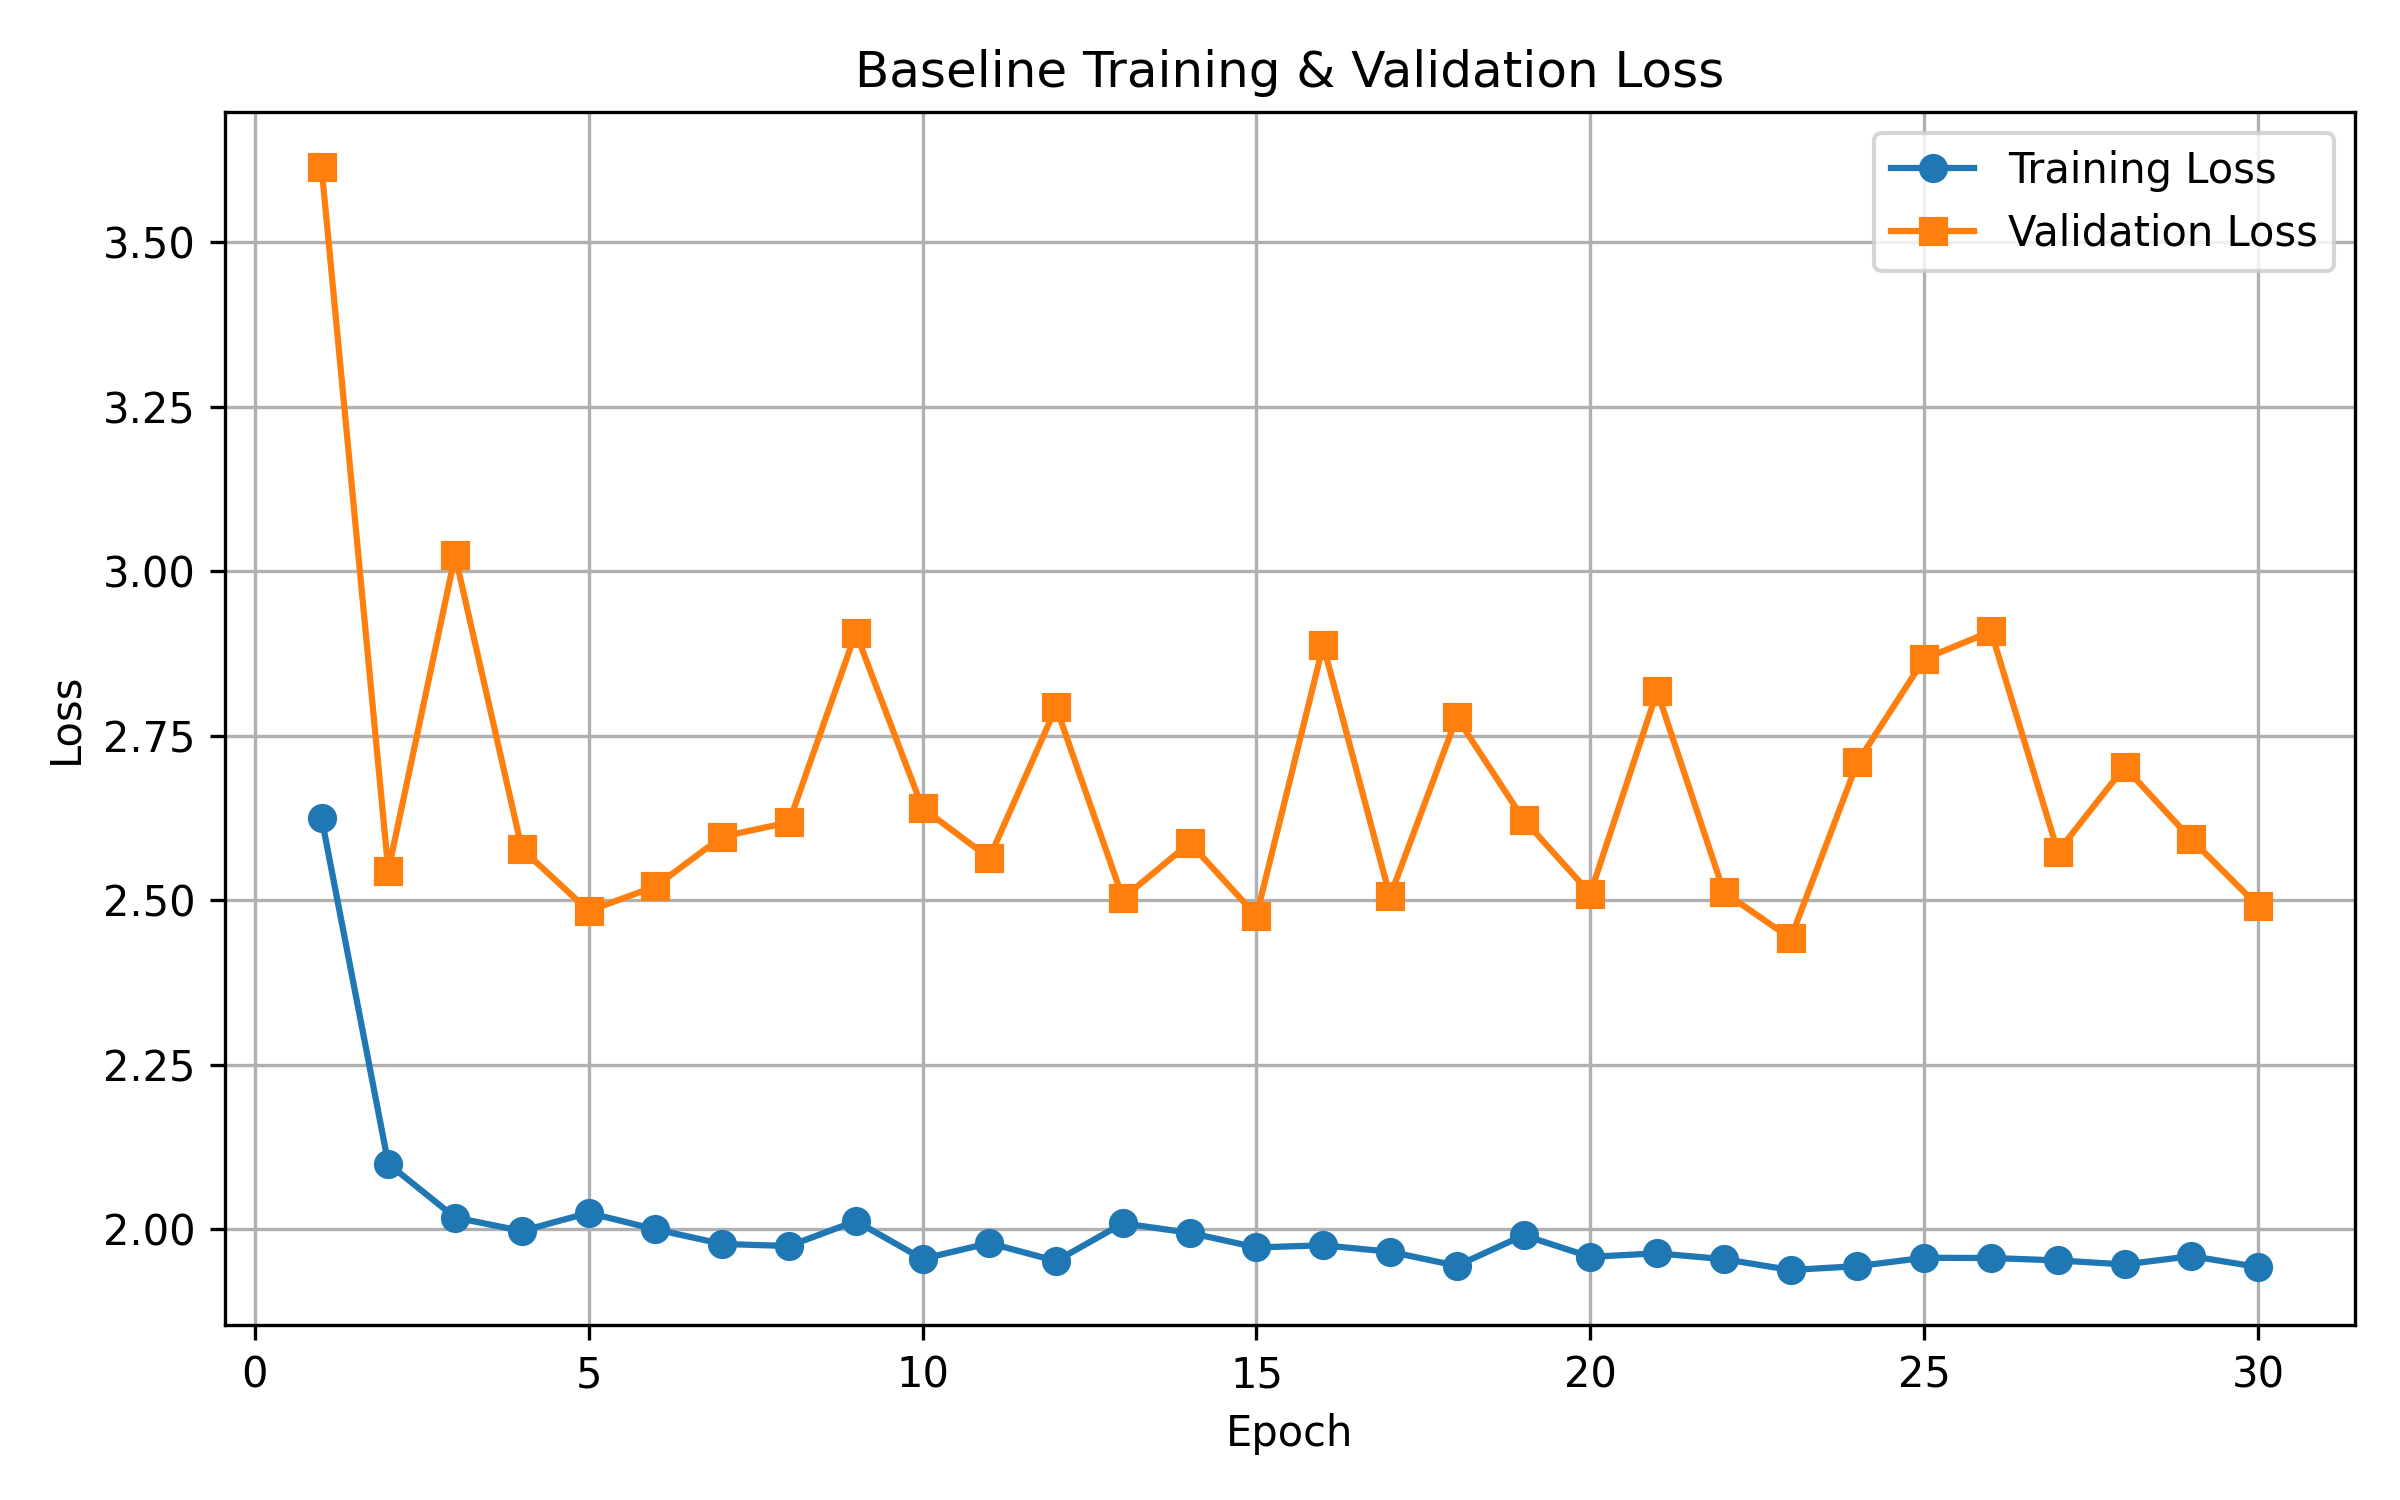 Baseline Training & Validation Loss
Training Loss
Validation Loss
3.50
3.25
3.00
2.75
2.50
2.25
2.00
Loss
0 5 10 15 20 25 30
Epoch